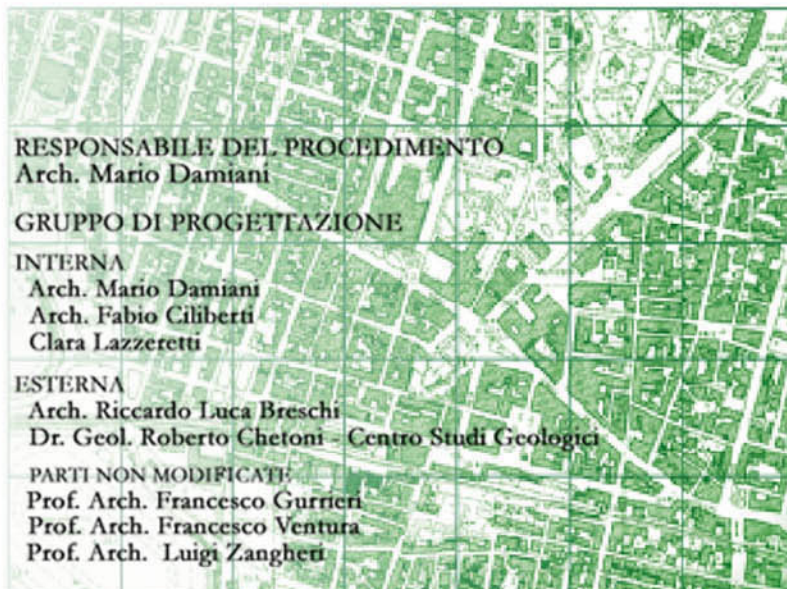 RESPONSABILE DEL PROCEDIMENTO
Arch. Mario Damiani
GRUPPO DI PROGETTAZIONE
INTERNA
Arch. Mario Damiani
Arch. Fabio Ciliberti
Clara Lazzeretti
ESTERNA
Arch. Riccardo Luca Breschi
Dr. Geol. Roberto Chetoni - Centro Studi Geologici
PARTI NON MODIFICATE
Prof. Arch. Francesco Gurrieri
Prof. Arch. Francesco Ventura
Prof. Arch. Luigi Zangheri